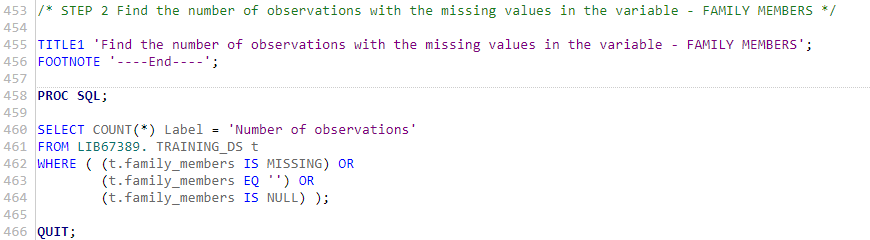 453 /* STEP 2 Find the number of observations with the missing values in the variable - FAMILY MEMBERS */
454
455 TITLE1 'Find the number of observations with the missing values in the variable - FAMILY MEMBERS';
456 FOOTNOTE '----End----';
457
458 PROC SQL;
459
460 SELECT COUNT(*) Label = 'Number of observations'
461 FROM LIB67389. TRAINING_DS t
462 WHERE ( (t.family_members IS MISSING) OR
463         (t.family_members EQ '') OR
464         (t.family_members IS NULL) );
465
466 QUIT;